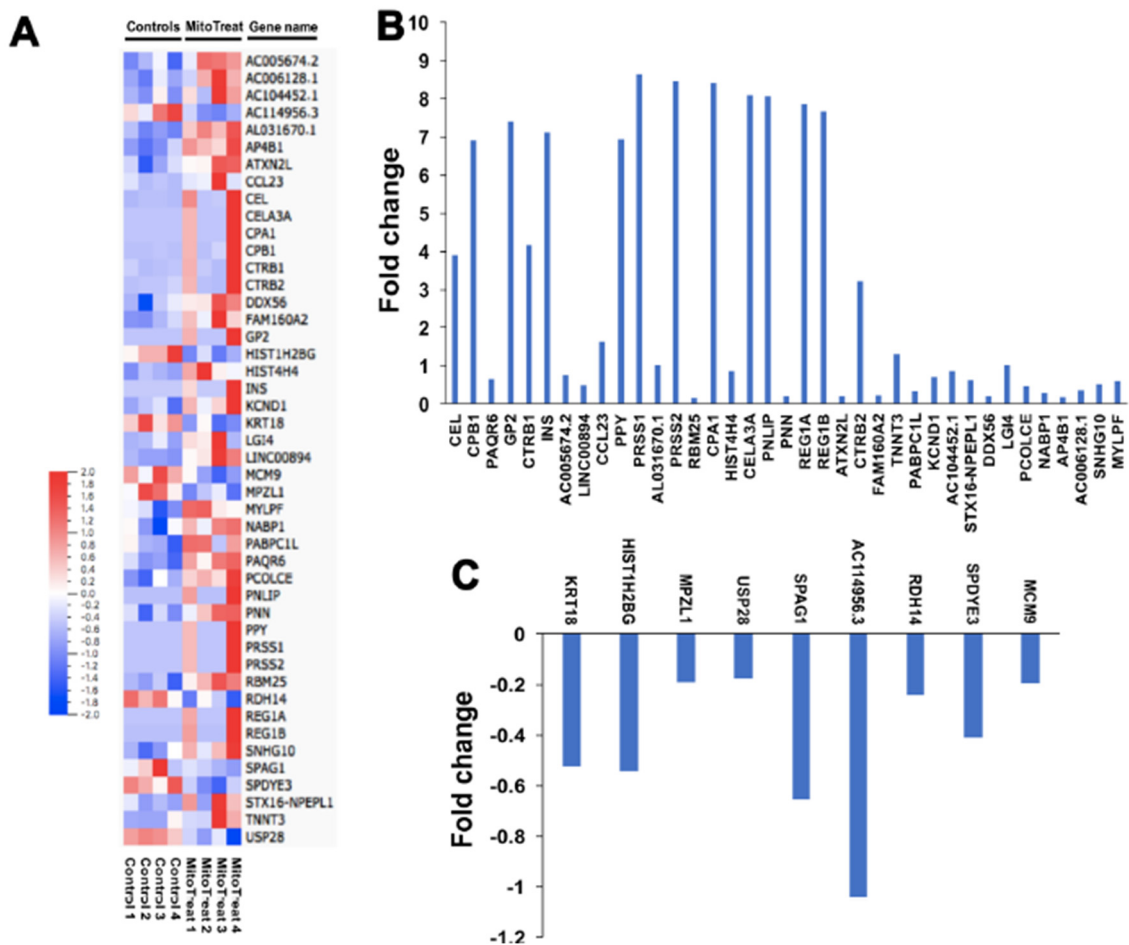 A
Controls MitoTreat Gene name
AC005674.2
AC006128.1
AC104452.1
AC114956.3
AL031670.1
AP4B1
ATXN2L
CCL23
CEL
CELA3A
CPA1
CPB1
CTRB1
CTRB2
DDX56
FAM160A2
GP2
HIST1H2BG
HIST4H4
INS
KCND1
KRT18
LGI4
LINC00894
MCM9
MPZL1
MYLPF
NABP1
PABPC1L
PAQR6
PCOLCE
PNLIP
PNN
PPY
PRSS1
PRSS2
RBM25
RDH14
REG1A
REG1B
SNHG10
SPAG1
SPDYE3
STX16-NPEPL1
TNNT3
USP28
2.0
1.8
1.6
1.4
1.2
1.0
0.8
0.6
0.4
0.2
0.0
-0.2
-0.4
-0.6
-0.8
-1.0
-1.2
-1.4
-1.6
-1.8
-2.0
Control 1
Control 2
Control 3
Control 4
MitoTreat 1
MitoTreat 2
MitoTreat 3
MitoTreat 4
B
Fold change
10
9
8
7
6
5
4
3
2
1
0
CEL
CPB1
PAQR6
GP2
CTRB1
INS
AC005674.2
LINC00894
CCL23
PPY
PRSS1
AL031670.1
PRSS2
RBM25
CPA1
HIST4H4
CELA3A
PNLIP
PNN
REG1A
REG1B
ATXN2L
CTRB2
FAM160A2
TNNT3
PABPC1L
KCND1
AC104452.1
STX16-NPEPL1
DDX56
LGI4
PCOLCE
NABP1
AP4B1
AC006128.1
SNHG10
MYLPF
C
KRT18
HIST1H2BG
MPZL1
USP28
SPAG1
AC114956.3
RDH14
SPDYE3
MCM9
Fold change
0
-0.2
-0.4
-0.6
-0.8
-1
-1.2